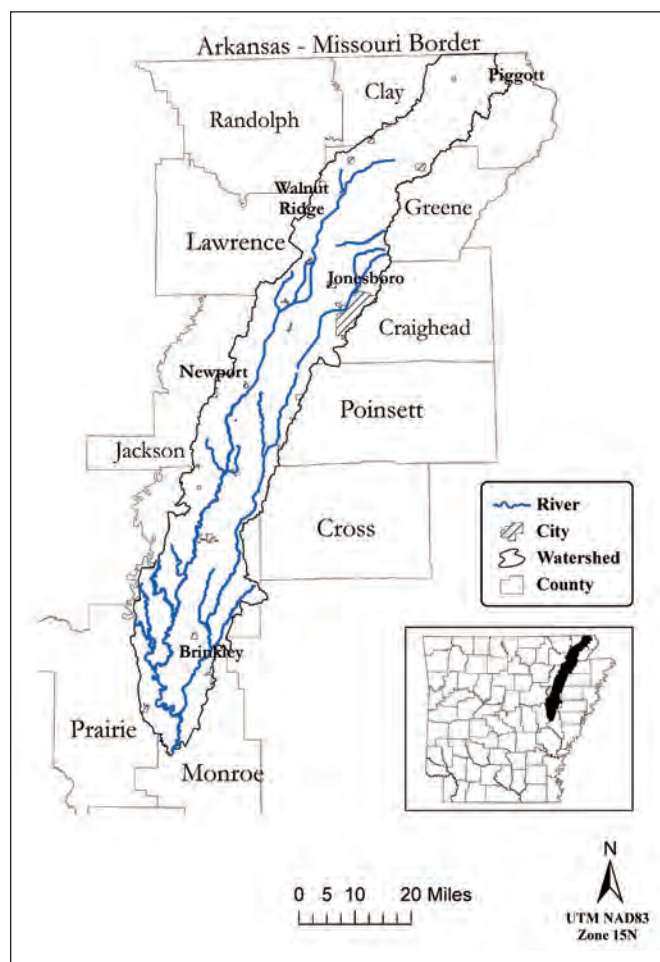 Arkansas - Missouri Border
Piggott
Clay
Randolph
Walnut
Ridge
Greene
Lawrence
Jonesboro
Craighead
Newport
Poinsett
Jackson
Cross
River
City
Watershed
County
Brinkley
Prairie
Monroe
N
0 5 10 20 Miles
UTM NAD83
Zone 15N